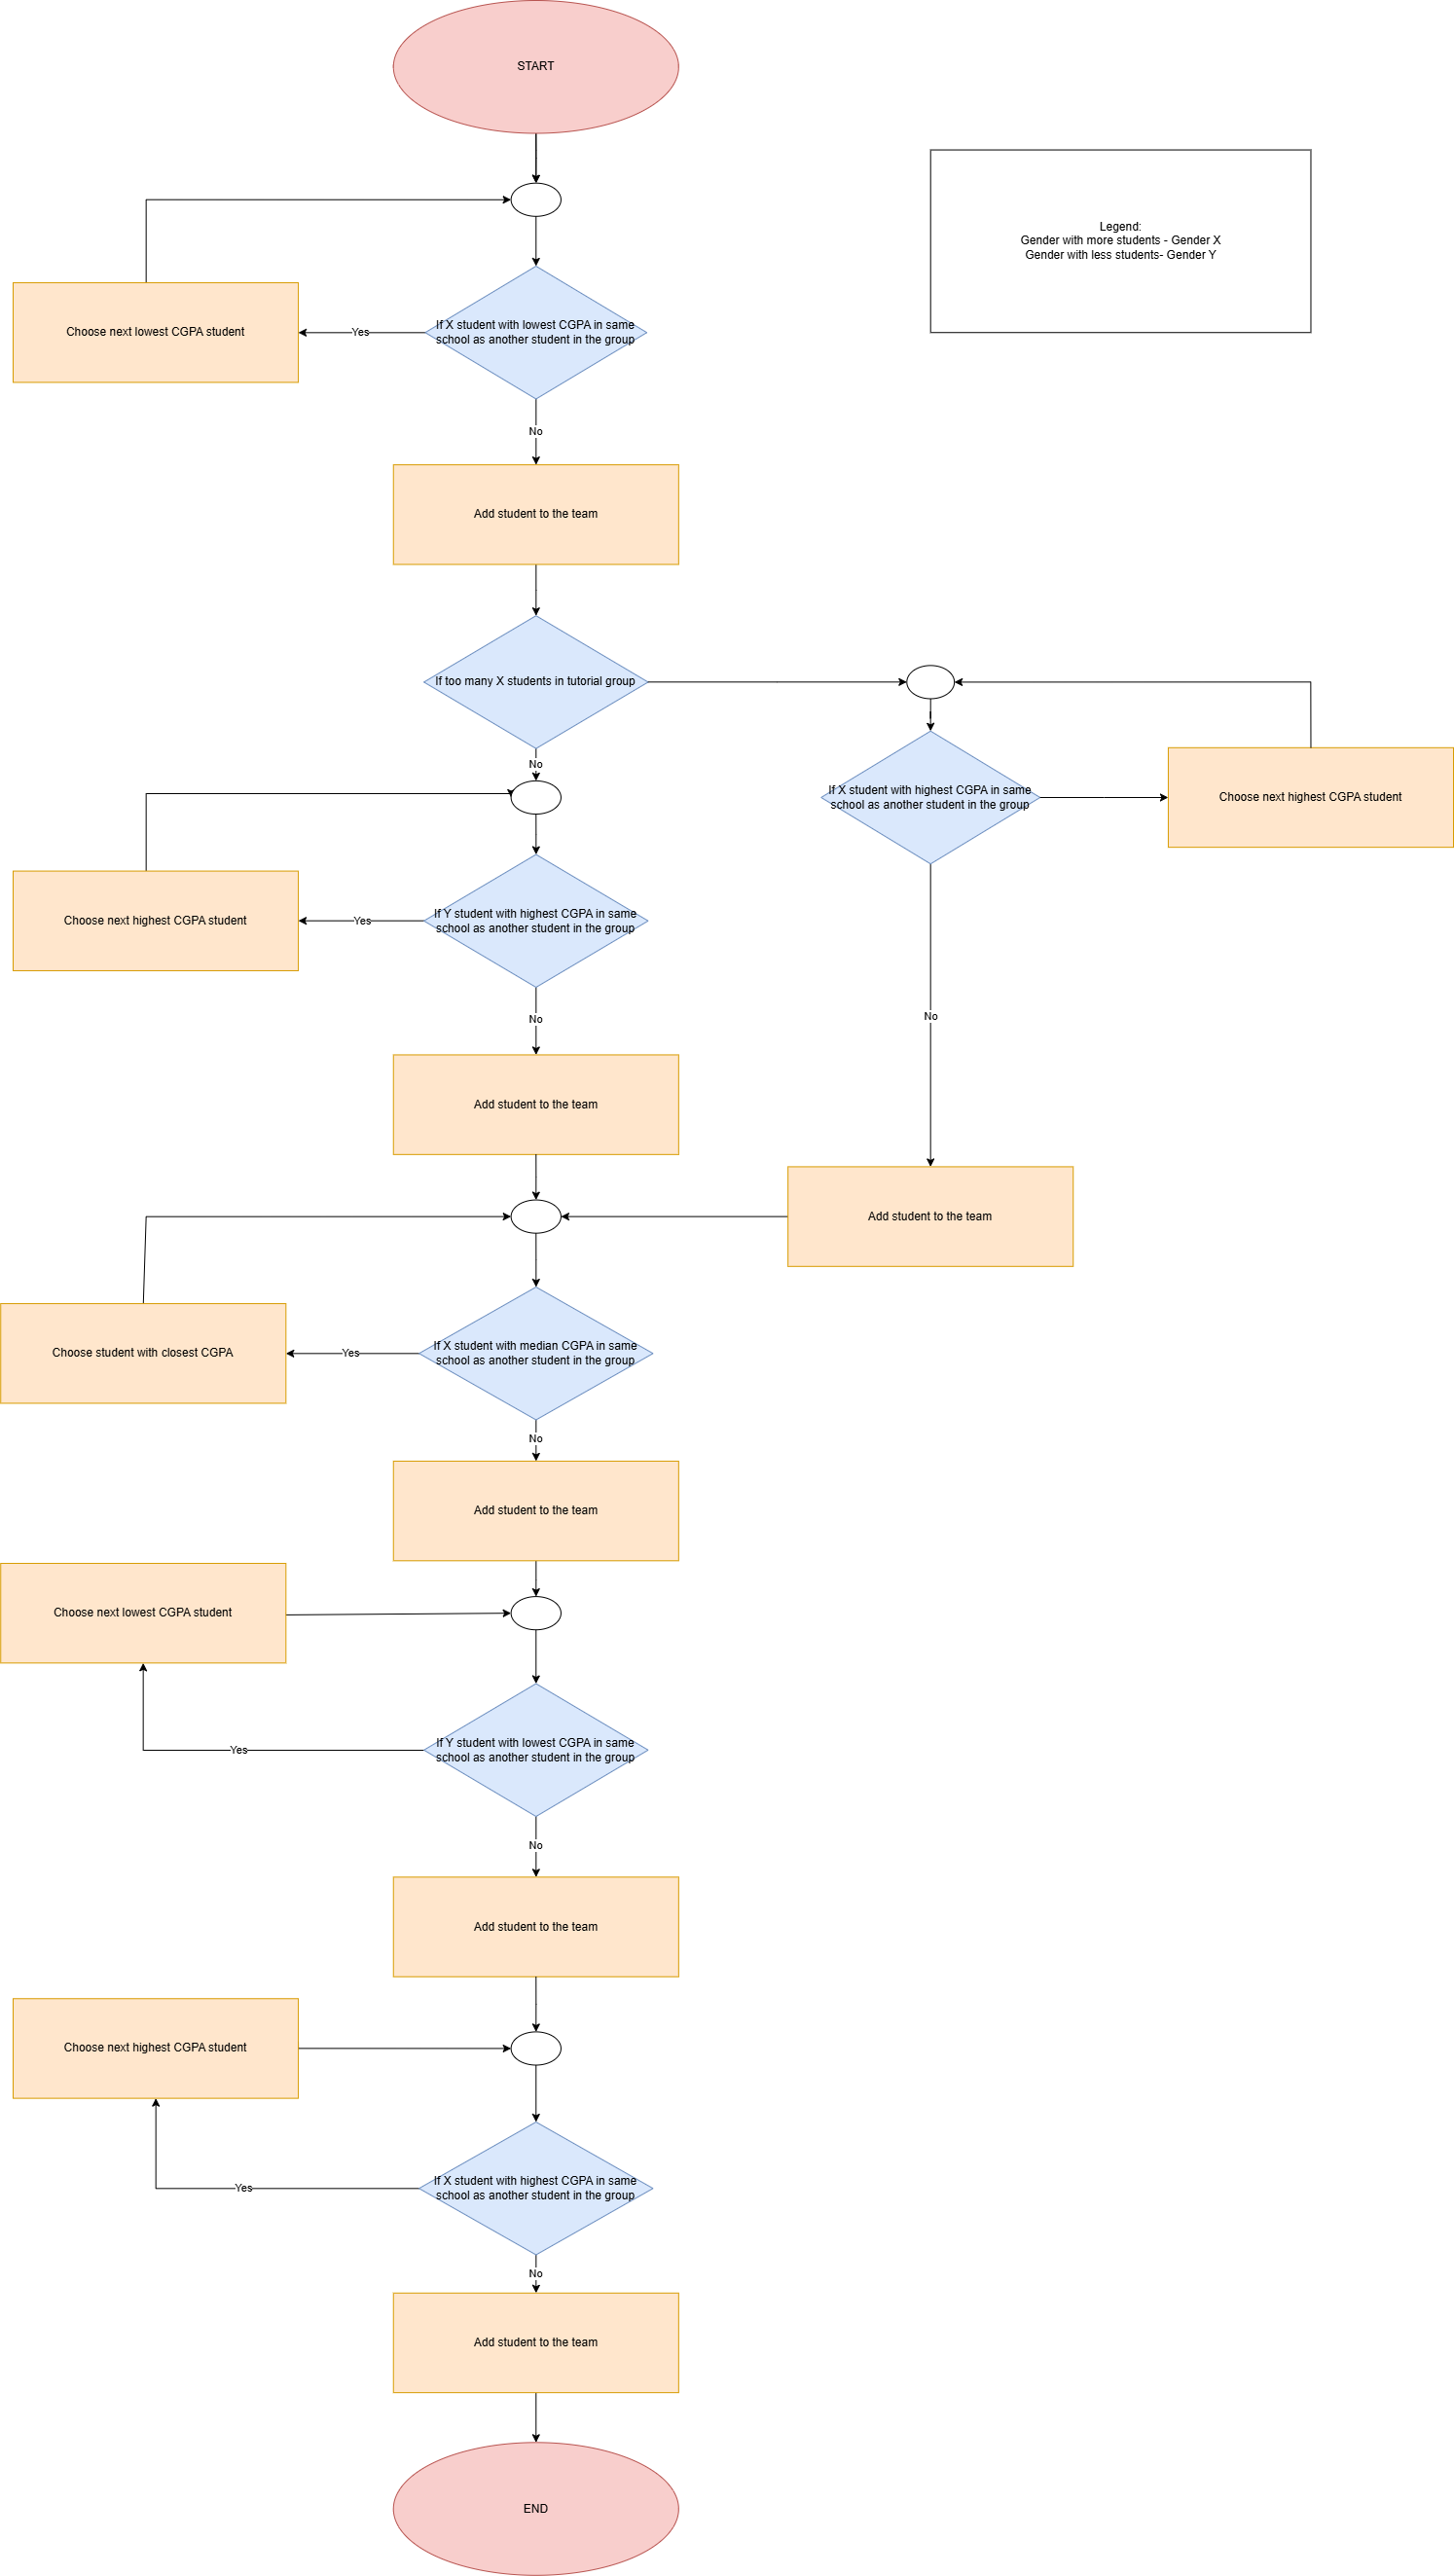 START
Legend:
Gender with more students - Gender X
Gender with less students- Gender Y
If X student with lowest CGPA in same
school as another student in the group
Yes
Choose next lowest CGPA student
No
Add student to the team
If too many X students in tutorial group
No
If X student with highest CGPA in same
school as another student in the group
Choose next highest CGPA student
If Y student with highest CGPA in same
school as another student in the group
Yes
Choose next highest CGPA student
No
No
Add student to the team
Add student to the team
If X student with median CGPA in same
school as another student in the group
Yes
Choose student with closest CGPA
No
Add student to the team
Choose next lowest CGPA student
If Y student with lowest CGPA in same
school as another student in the group
Yes
No
Add student to the team
Choose next highest CGPA student
If X student with highest CGPA in same
school as another student in the group
Yes
No
Add student to the team
END